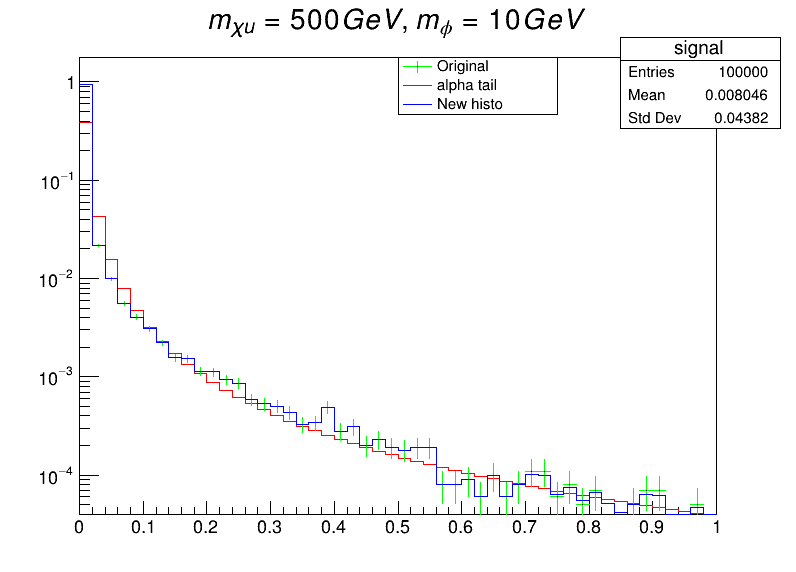 m_χu = 500GeV, m_ϕ = 10GeV
signal
Entries 100000
Mean 0.008046
Std Dev 0.04382
Original
alpha tail
New histo
1
10⁻¹
10⁻²
10⁻³
10⁻⁴
0 0.1 0.2 0.3 0.4 0.5 0.6 0.7 0.8 0.9 1